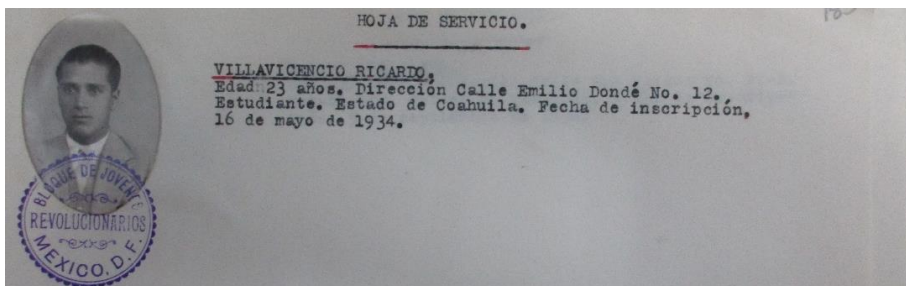 HOJA DE SERVICIO.
VILLAVICENCIO RICARDO,
Edad 23 años. Dirección Calle Emilio Dondé No. 12.
Estudiante. Estado de Coahuila. Fecha de inscripción,
16 de mayo de 1934.
BLOQUE DE JOVENES
REVOLUCIONARIOS
MEXICO, D.F.